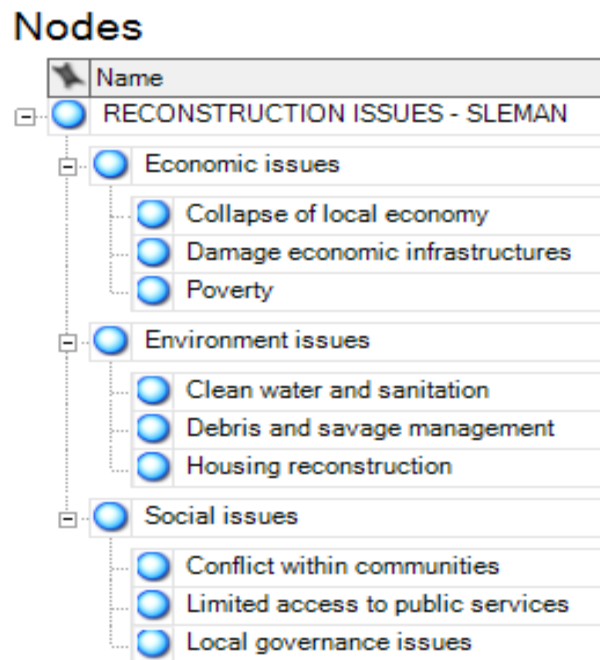 Nodes
Name
RECONSTRUCTION ISSUES - SLEMAN
Economic issues
Collapse of local economy
Damage economic infrastructures
Poverty
Environment issues
Clean water and sanitation
Debris and savage management
Housing reconstruction
Social issues
Conflict within communities
Limited access to public services
Local governance issues